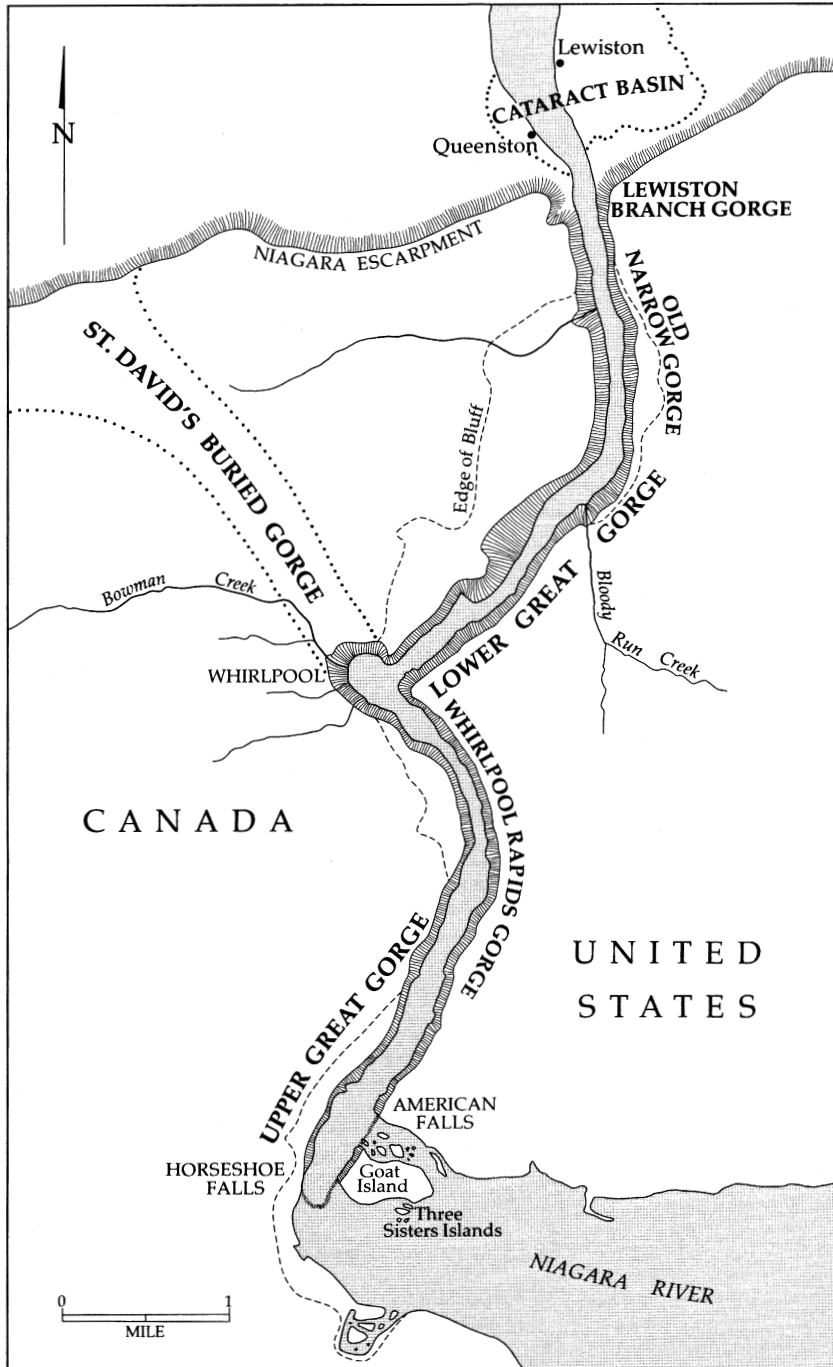 Lewiston
CATARACT BASIN
N
Queenston
LEWISTON
BRANCH GORGE
NIAGARA ESCARPMENT
OLD
NARROW GORGE
ST. DAVID'S BURIED GORGE
Edge of Bluff
LOWER GREAT GORGE
Bowman Creek
Bloody
Run Creek
WHIRLPOOL
WHIRLPOOL RAPIDS GORGE
CANADA
UNITED
STATES
UPPER GREAT GORGE
AMERICAN
FALLS
HORSESHOE
FALLS
Goat
Island
Three
Sisters Islands
NIAGARA RIVER
0 1
MILE